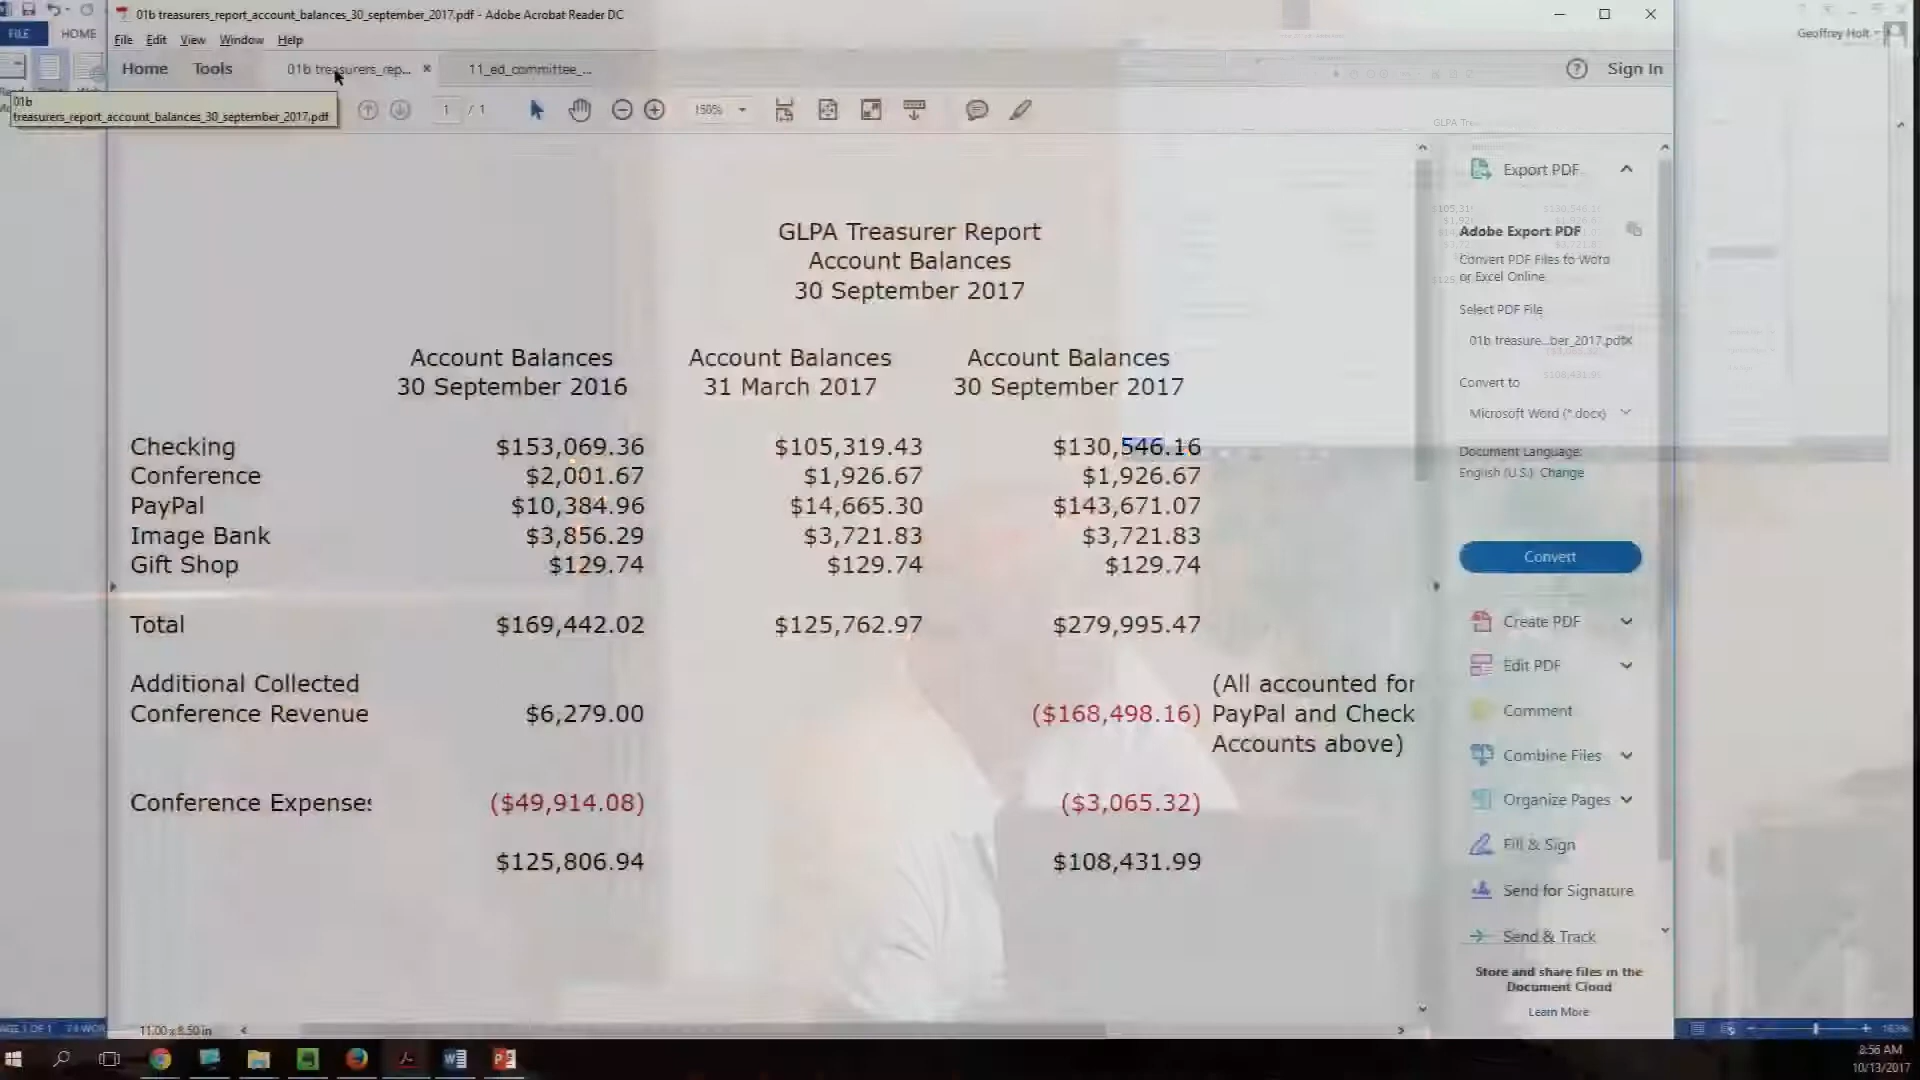 01b treasurers_report_account_balances_30_september_2017.pdf - Adobe Acrobat Reader DC
FILE HOME
Geoffrey Holt
File Edit View Window Help
Home Tools 01b treasurers_rep... × 11_ed_committee_... Sign In
01b
treasurers_report_account_balances_30_september_2017.pdf
1 / 1 150%
GLPA Treasurer Report
Account Balances
30 September 2017
Account Balances Account Balances Account Balances
30 September 2016 31 March 2017 30 September 2017
Checking $153,069.36 $105,319.43 $130,546.16
Conference $2,001.67 $1,926.67 $1,926.67
PayPal $10,384.96 $14,665.30 $143,671.07
Image Bank $3,856.29 $3,721.83 $3,721.83
Gift Shop $129.74 $129.74 $129.74
Total $169,442.02 $125,762.97 $279,995.47
Additional Collected (All accounted for
Conference Revenue $6,279.00 ($168,498.16) PayPal and Check
Accounts above)
Conference Expenses ($49,914.08) ($3,065.32)
$125,806.94 $108,431.99
11.00 x 8.50 in
Export PDF
Adobe Export PDF
Convert PDF Files to Word
or Excel Online
Select PDF File
01b treasure...ber_2017.pdf
Convert to
Microsoft Word (*.docx)
Document Language:
English (U.S.) Change
Convert
Create PDF
Edit PDF
Comment
Combine Files
Organize Pages
Fill & Sign
Send for Signature
Send & Track
Store and share files in the
Document Cloud
Learn More
8:56 AM
10/13/2017